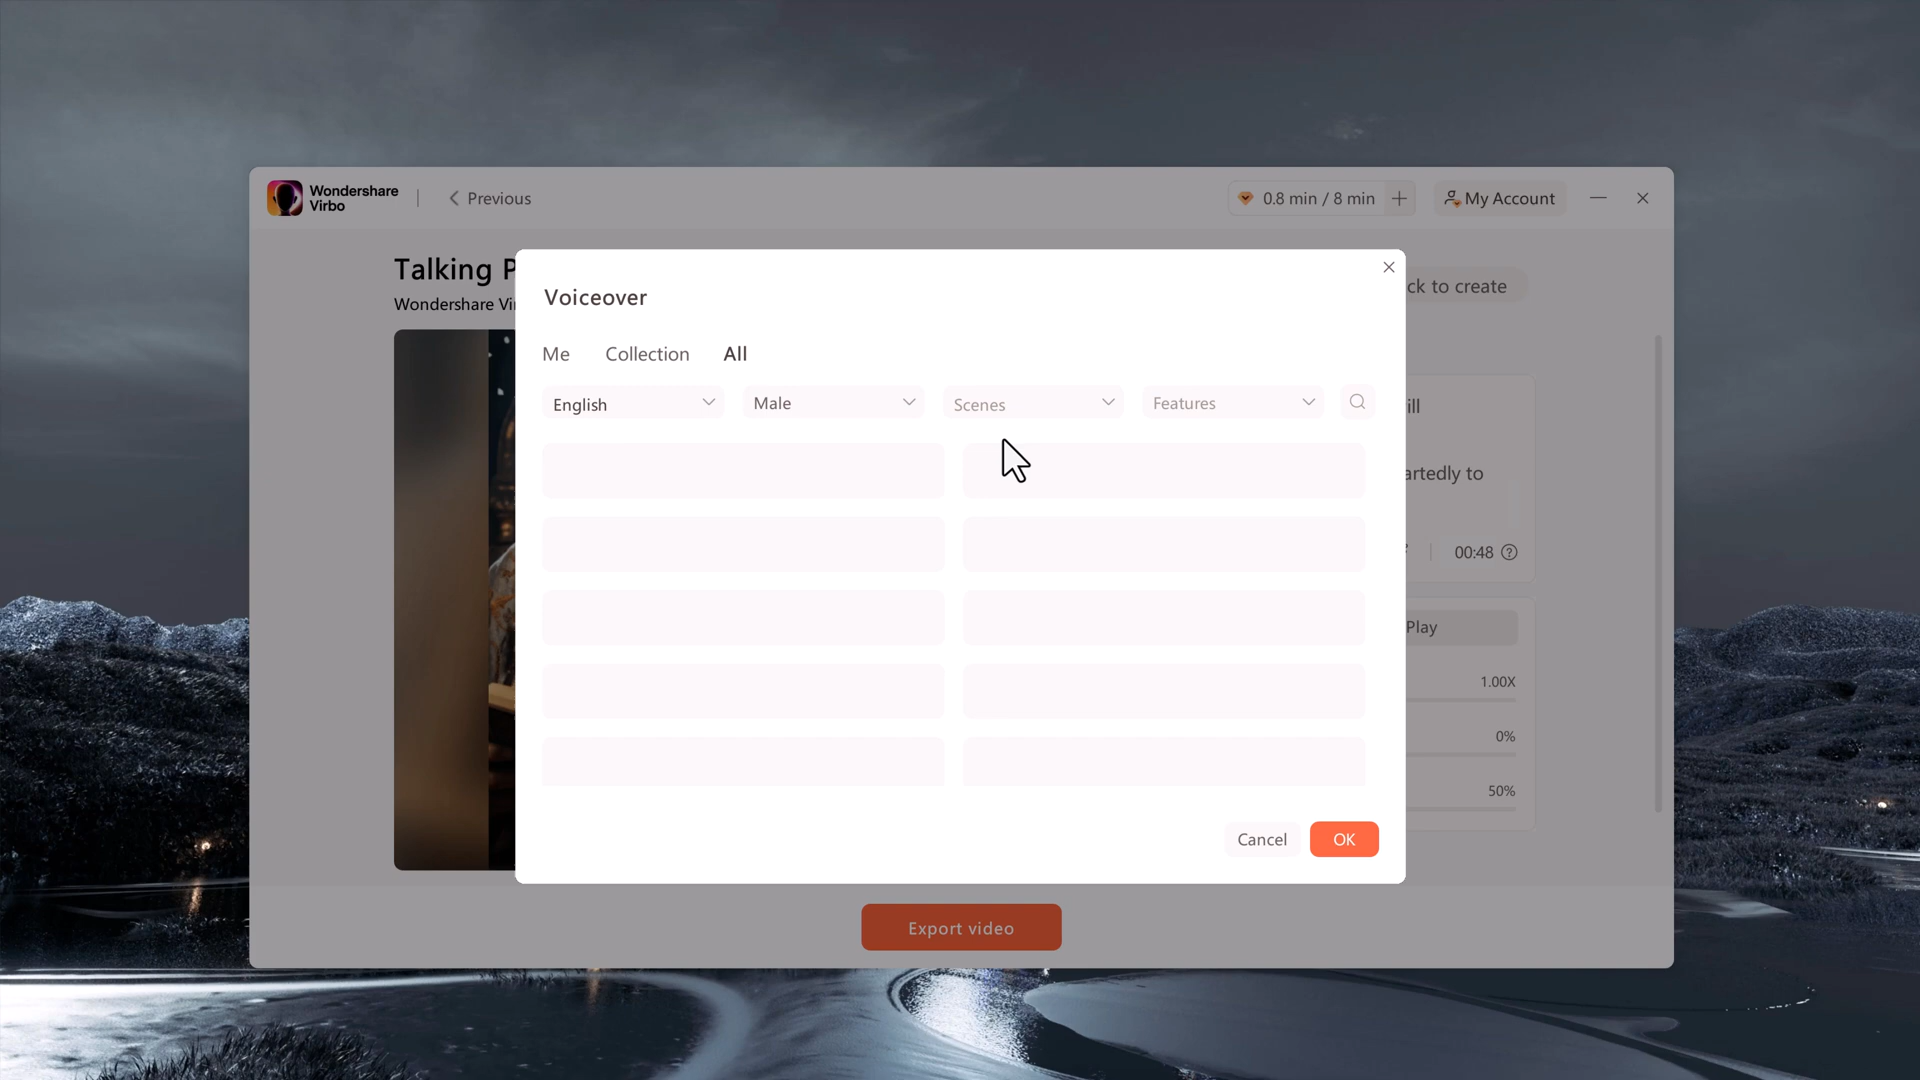 Wondershare
Virbo
Previous
0.8 min / 8 min
My Account
Talking P
Wondershare Vi
ck to create
Voiceover
Me
Collection
All
English
Male
Scenes
Features
ill
artedly to
00:48
Play
1.00X
0%
50%
Cancel
OK
Export video